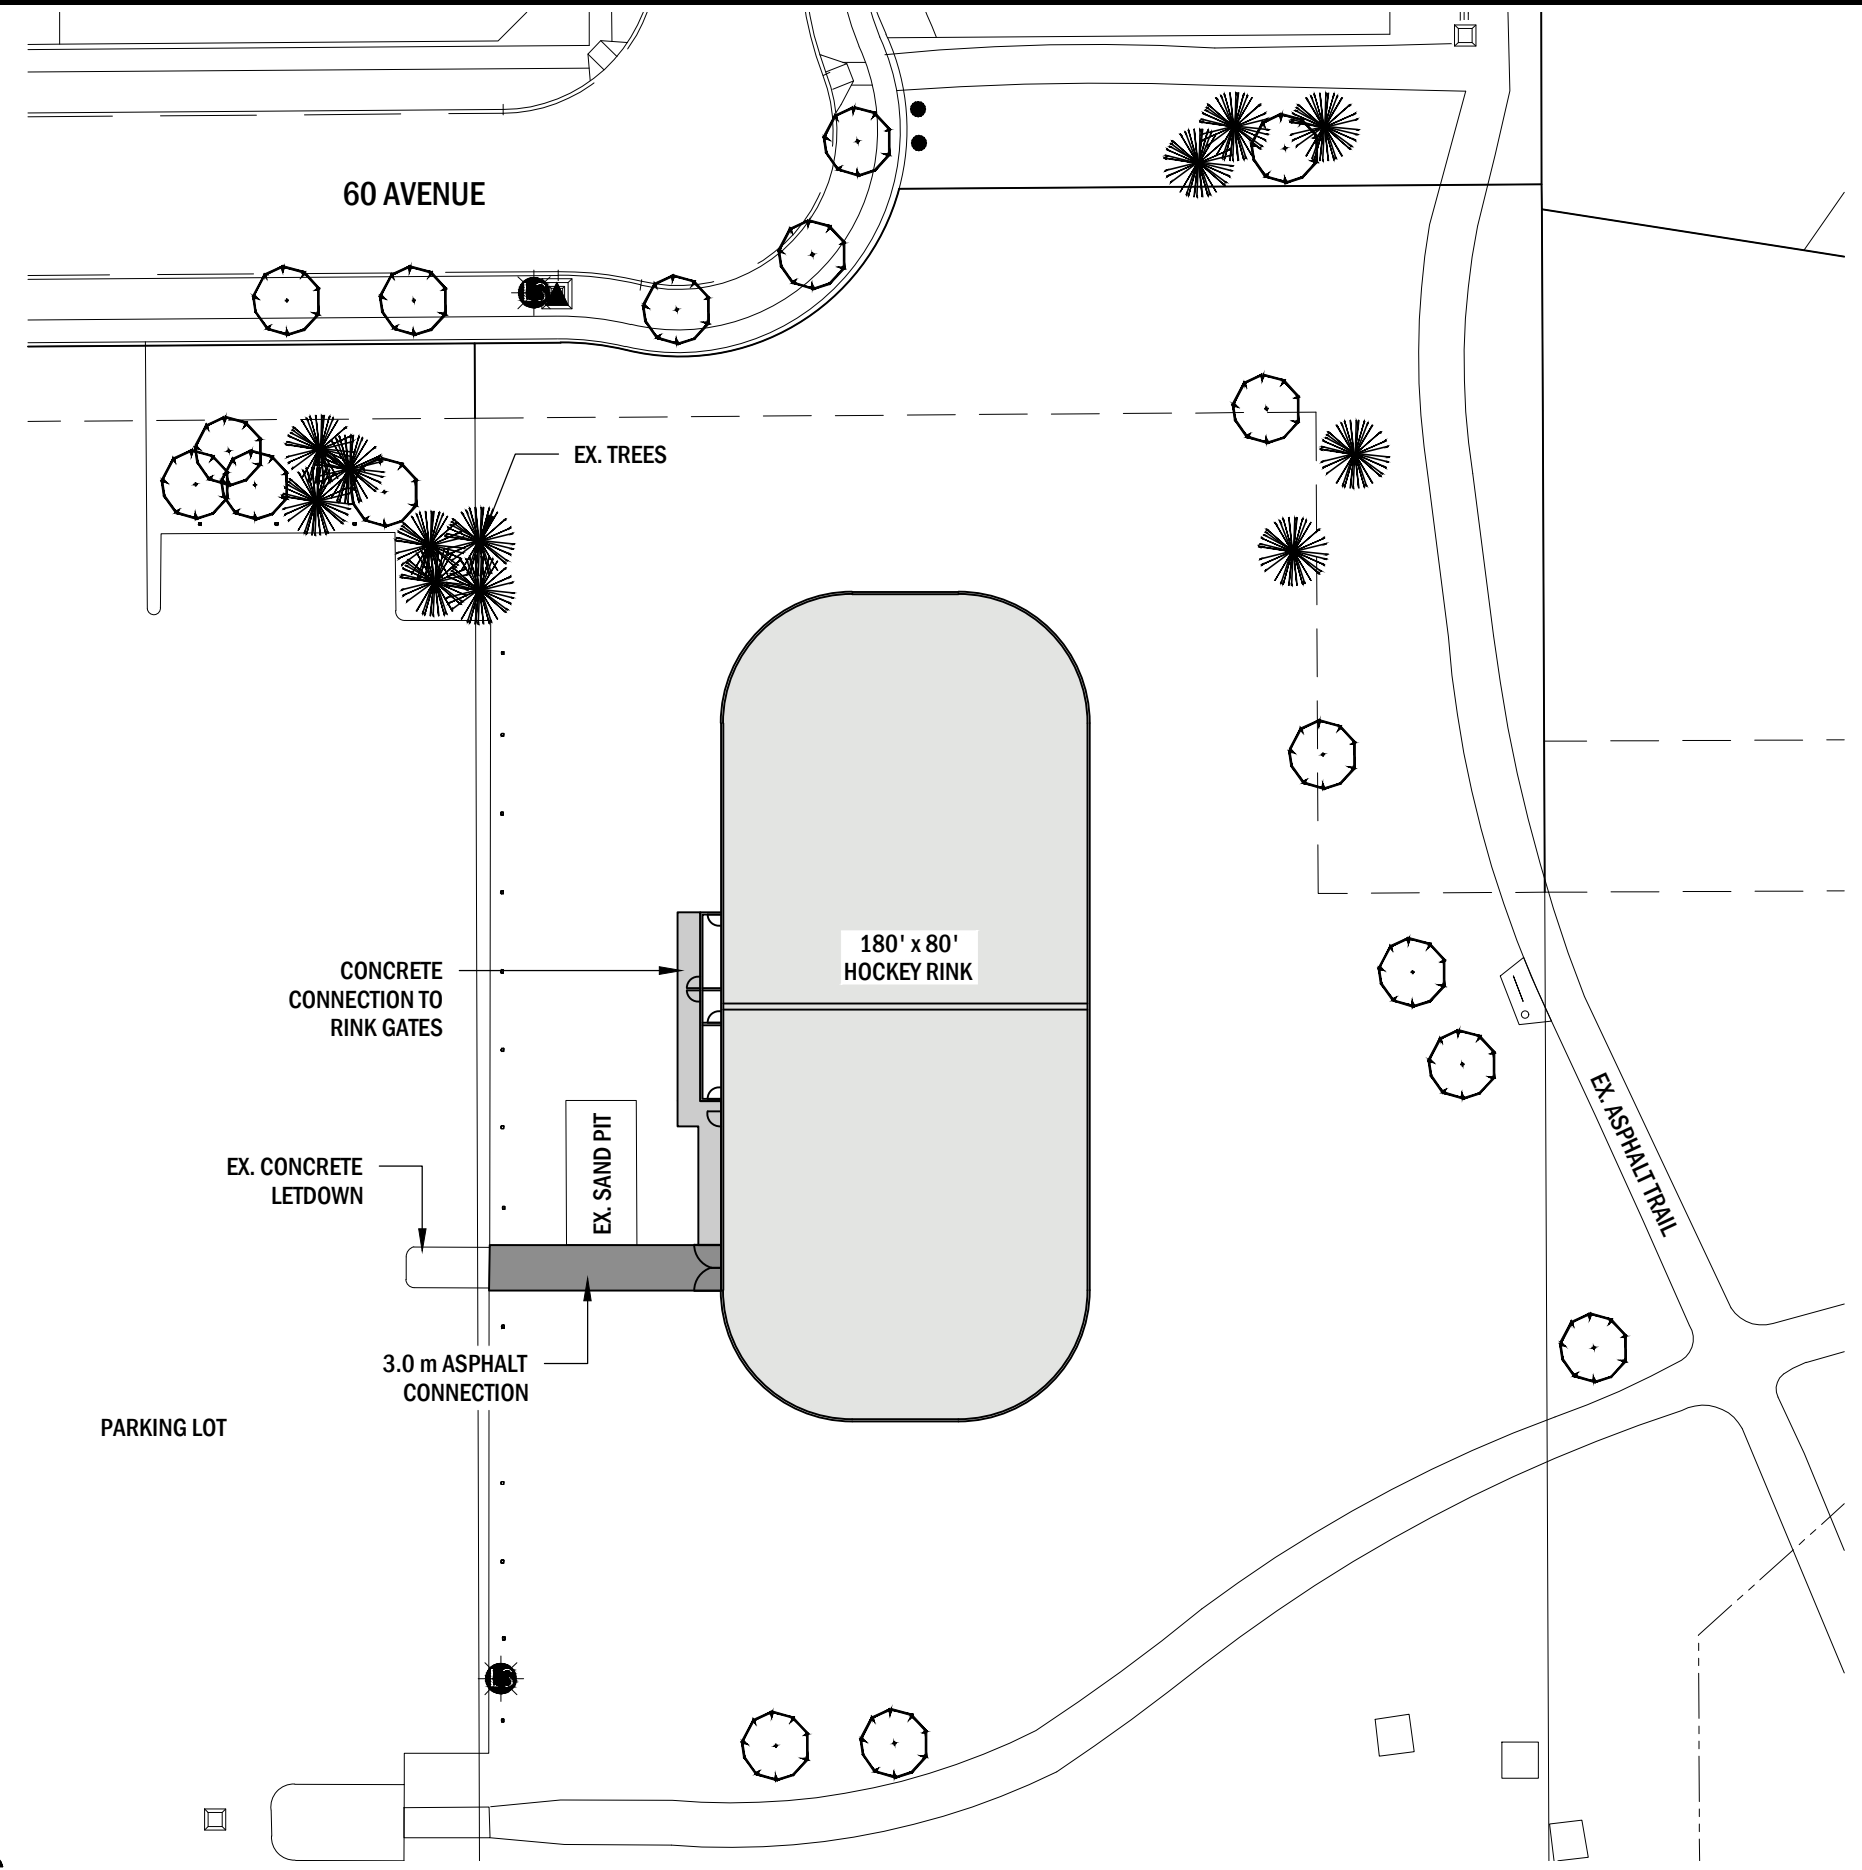 60 AVENUE
EX. TREES
180' x 80'
HOCKEY RINK
CONCRETE
CONNECTION TO
RINK GATES
EX. SAND PIT
EX. ASPHALT TRAIL
EX. CONCRETE
LETDOWN
3.0 m ASPHALT
CONNECTION
PARKING LOT